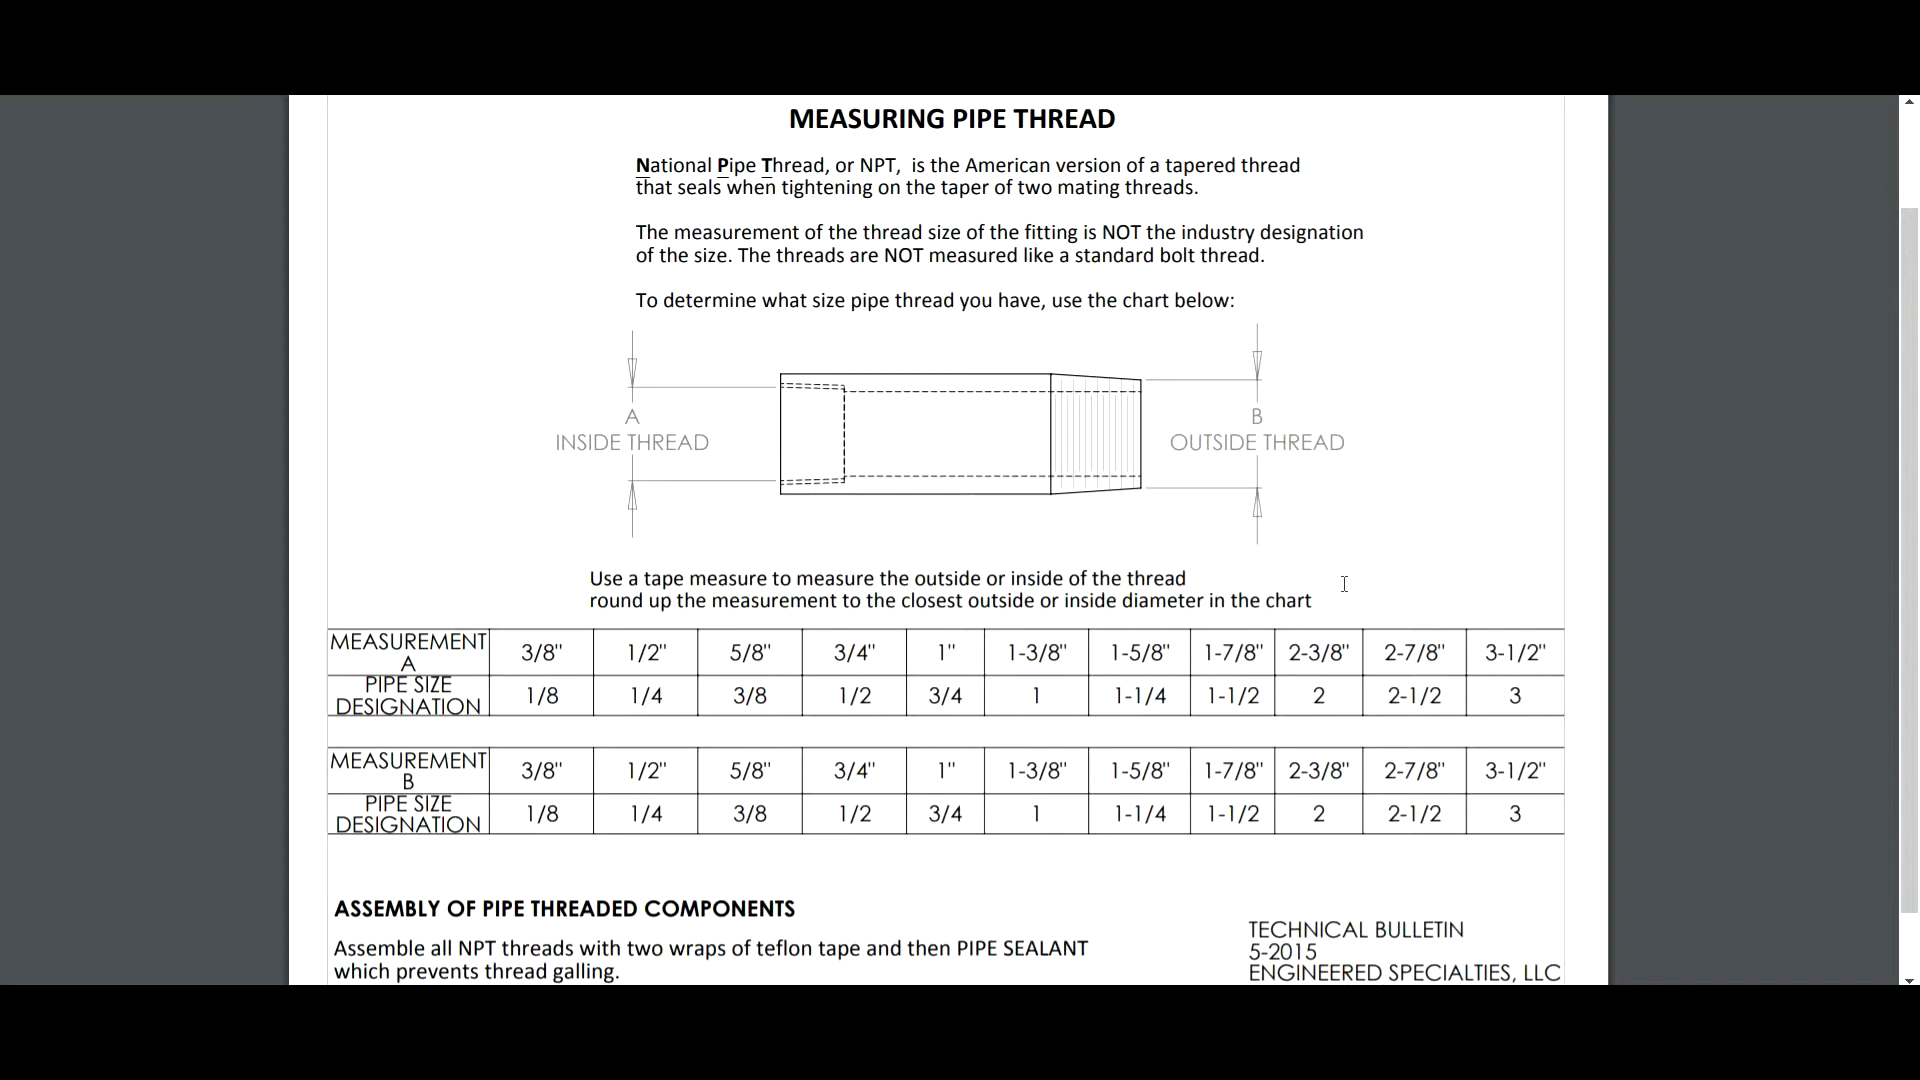 MEASURING PIPE THREAD
National Pipe Thread, or NPT, is the American version of a tapered thread
that seals when tightening on the taper of two mating threads.
The measurement of the thread size of the fitting is NOT the industry designation
of the size. The threads are NOT measured like a standard bolt thread.
To determine what size pipe thread you have, use the chart below:
A
INSIDE THREAD
B
OUTSIDE THREAD
Use a tape measure to measure the outside or inside of the thread
round up the measurement to the closest outside or inside diameter in the chart
MEASUREMENT A 3/8" 1/2" 5/8" 3/4" 1" 1-3/8" 1-5/8" 1-7/8" 2-3/8" 2-7/8" 3-1/2"
PIPE SIZE DESIGNATION 1/8 1/4 3/8 1/2 3/4 1 1-1/4 1-1/2 2 2-1/2 3
MEASUREMENT B 3/8" 1/2" 5/8" 3/4" 1" 1-3/8" 1-5/8" 1-7/8" 2-3/8" 2-7/8" 3-1/2"
PIPE SIZE DESIGNATION 1/8 1/4 3/8 1/2 3/4 1 1-1/4 1-1/2 2 2-1/2 3
ASSEMBLY OF PIPE THREADED COMPONENTS
Assemble all NPT threads with two wraps of teflon tape and then PIPE SEALANT
which prevents thread galling.
TECHNICAL BULLETIN
5-2015
ENGINEERED SPECIALTIES, LLC